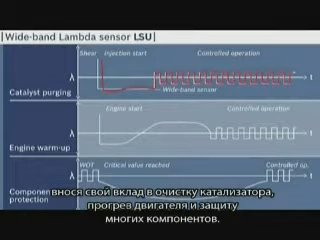 Wide-band Lambda sensor LSU
Shear Injection start Controlled operation
λ t
Catalyst purging Wide-band sensor
Engine start Controlled operation
λ t
Engine warm-up
WOT Critical value reached Controlled op.
λ t
Component
protection
внося свой вклад в очистку катализатора,
прогрев двигателя и защиту
многих компонентов.